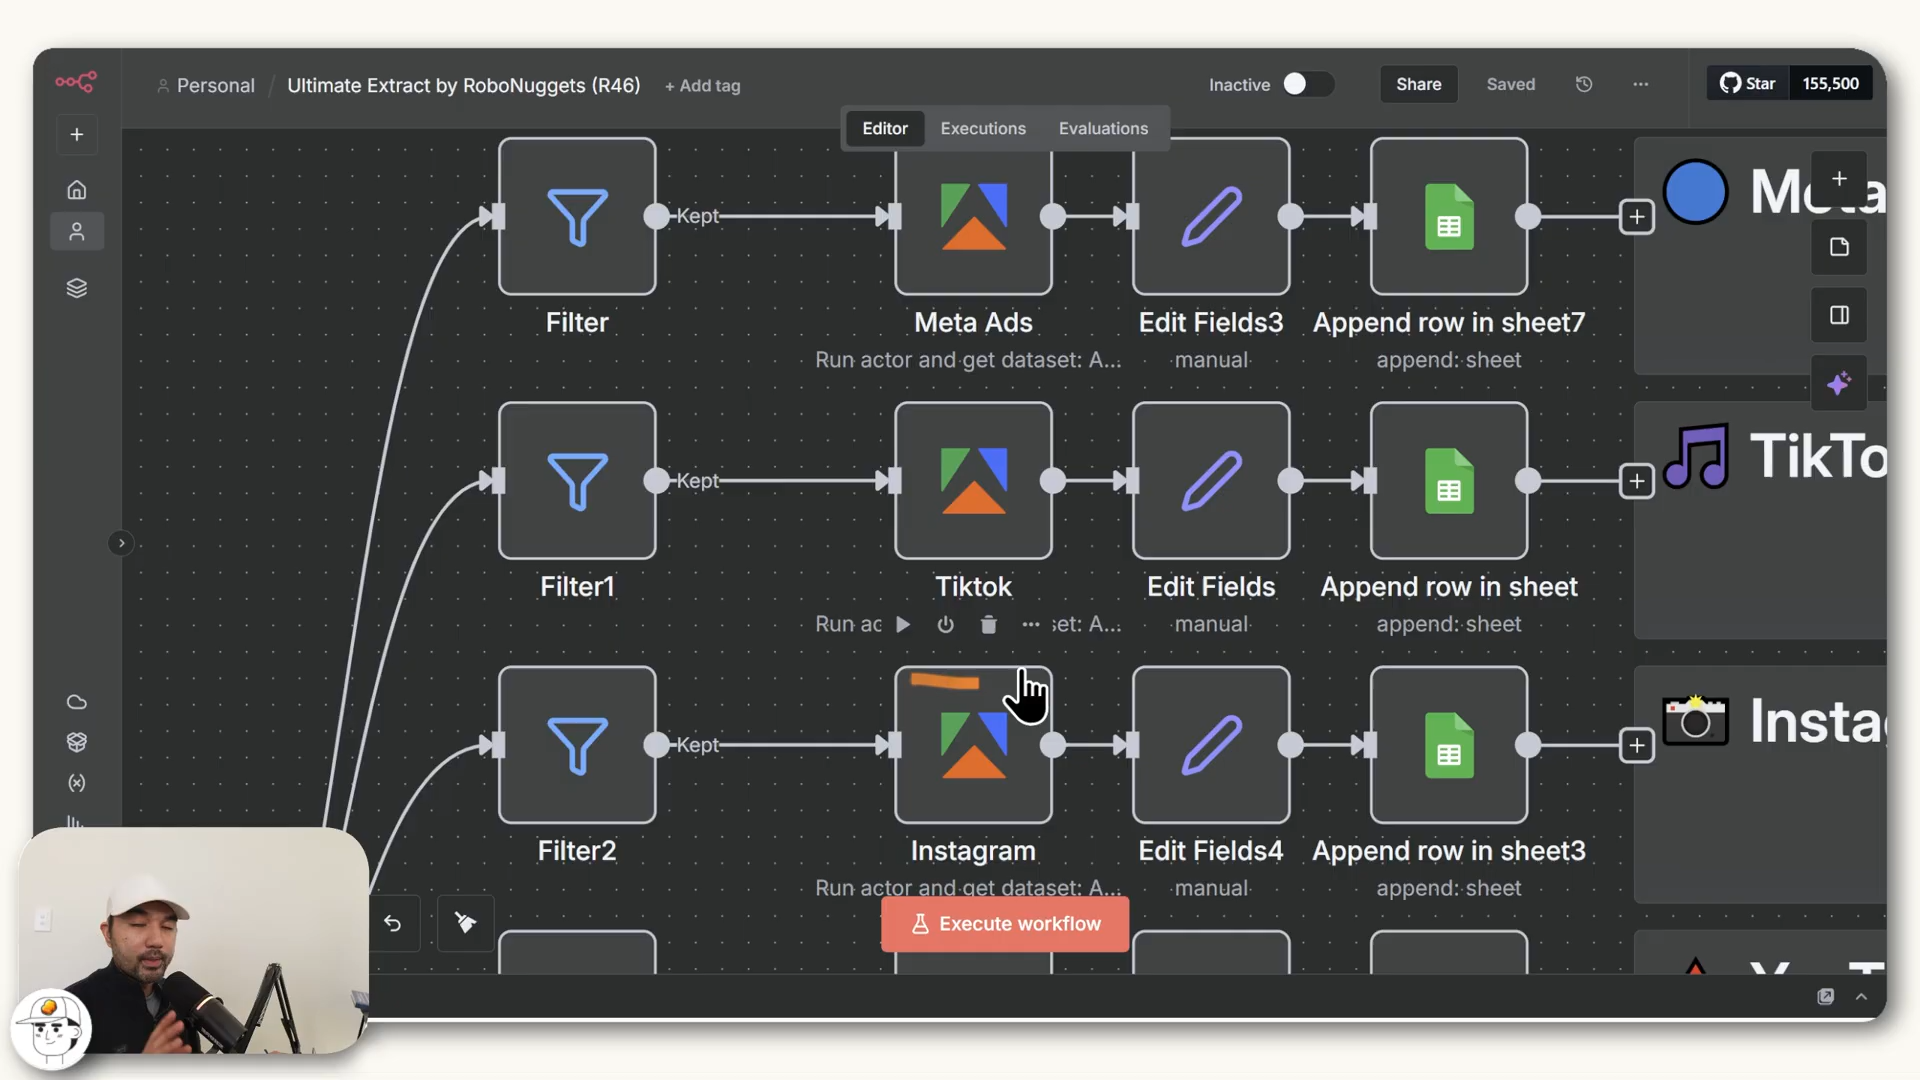 Personal / Ultimate Extract by RoboNuggets (R46) + Add tag
Inactive Share Saved ... Star 155,500
Editor Executions Evaluations
Kept
Filter Meta Ads Edit Fields3 Append row in sheet7
Run actor and get dataset: A... manual append: sheet
Meta
Kept
TikTo
Filter1 Tiktok Edit Fields Append row in sheet
Run ac ... set: A... manual append: sheet
Kept
Insta
Filter2 Instagram Edit Fields4 Append row in sheet3
Run actor and get dataset: A... manual append: sheet
Execute workflow